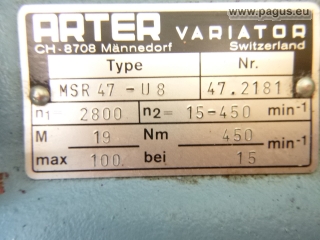 www.pageus.eu
ARTER VARIATOR
CH-8708 Männedorf Switzerland
Type Nr.
MSR 47 - U 8 47.2181
n1 2800 n2= 15-450 min-1
M 19 Nm 450 min-1
max 100 bei 15